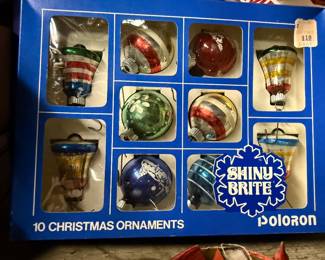 SHINY
BRITE
10 CHRISTMAS ORNAMENTS
poloron